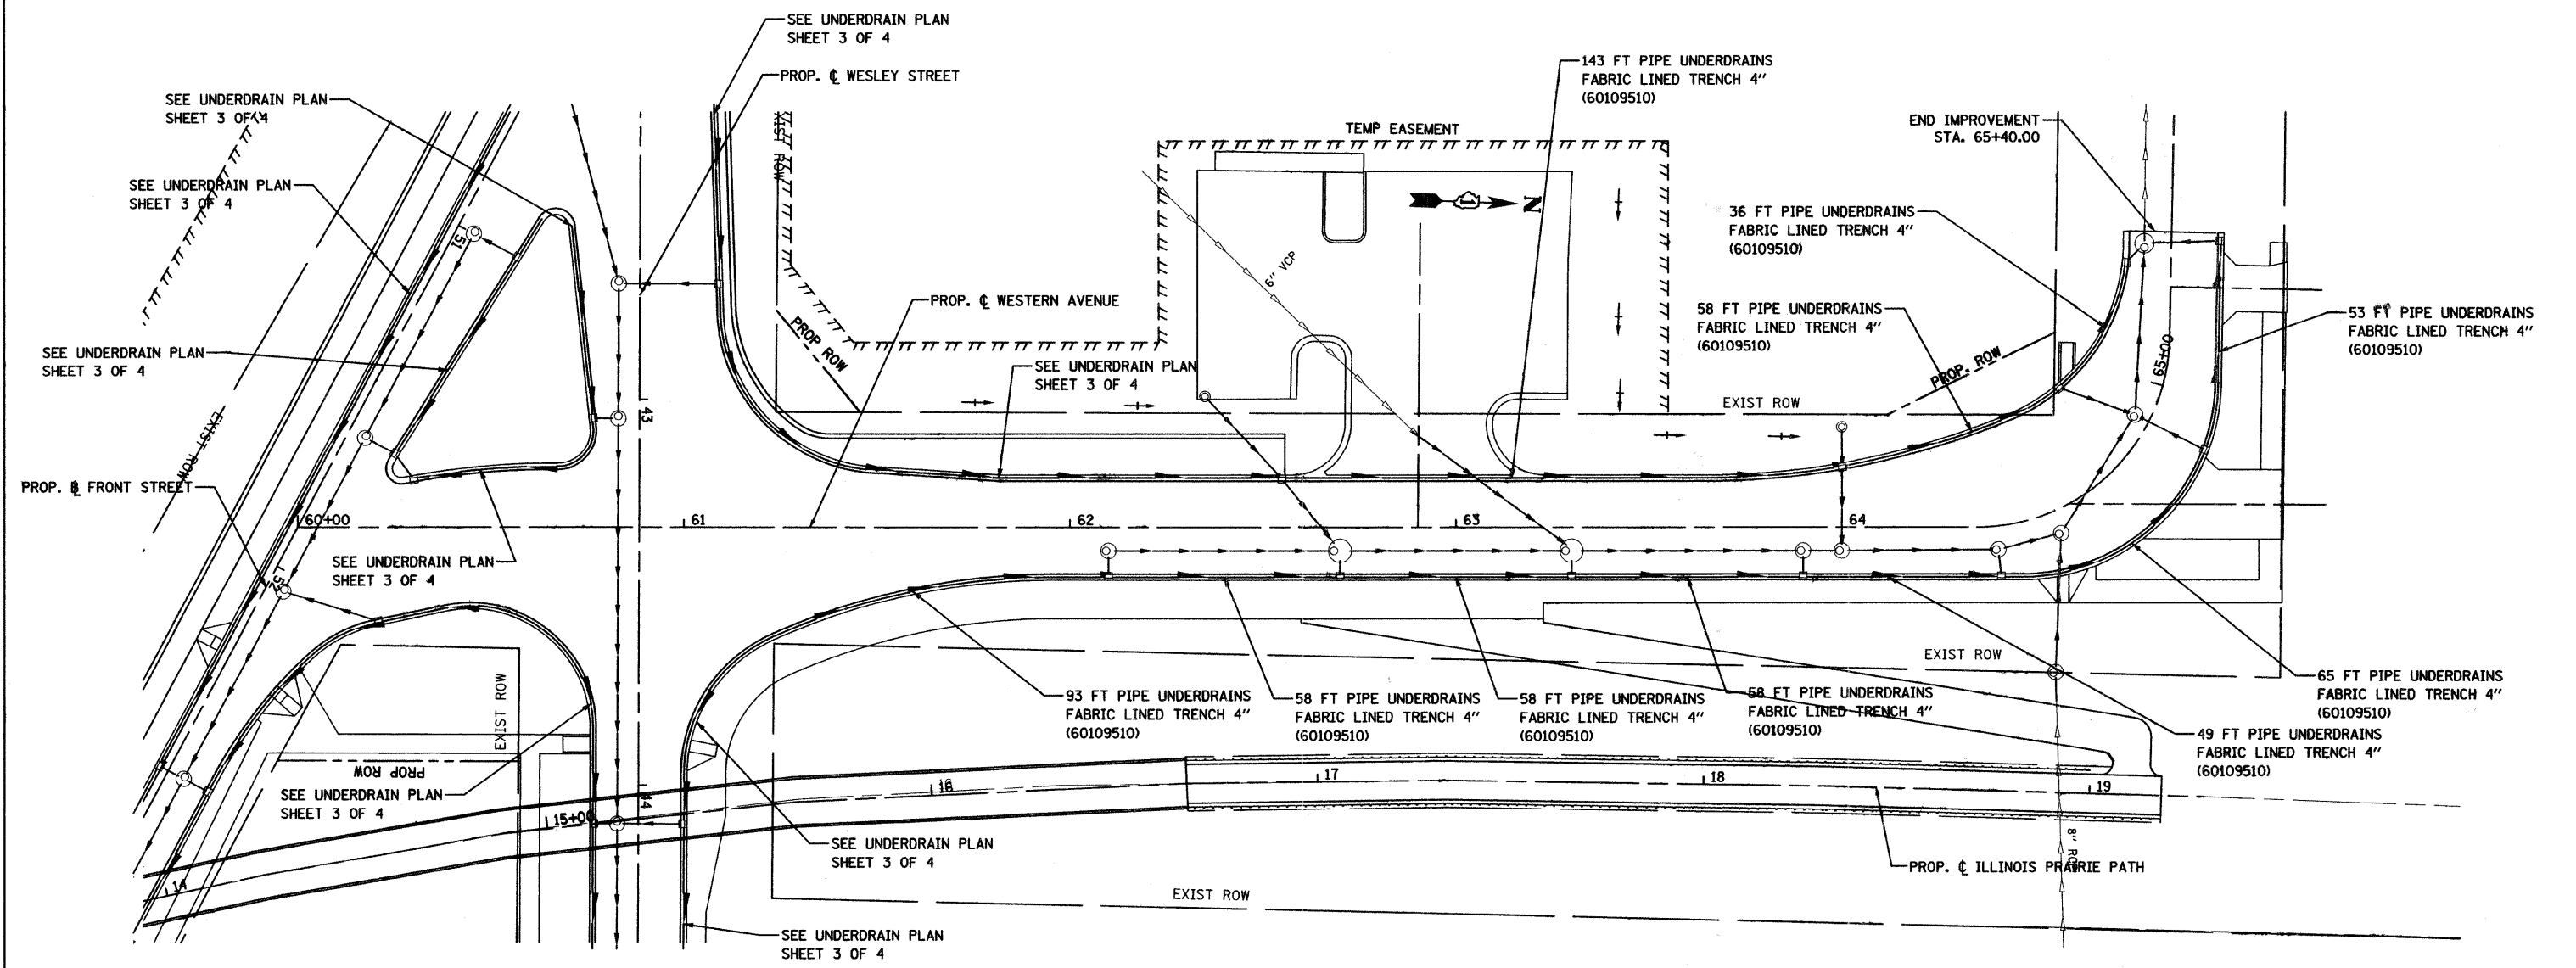 SEE UNDERDRAIN PLAN
SHEET 3 OF 4
PROP. ℄ WESLEY STREET
143 FT PIPE UNDERDRAINS
FABRIC LINED TRENCH 4"
(60109510)
SEE UNDERDRAIN PLAN
SHEET 3 OF 4
END IMPROVEMENT
STA. 65+40.00
TEMP EASEMENT
EXIST ROW
SEE UNDERDRAIN PLAN
SHEET 3 OF 4
51
1
N
36 FT PIPE UNDERDRAINS
FABRIC LINED TRENCH 4"
(60109510)
6" VCP
PROP. ℄ WESTERN AVENUE
58 FT PIPE UNDERDRAINS
FABRIC LINED TRENCH 4"
(60109510)
53 FT PIPE UNDERDRAINS
FABRIC LINED TRENCH 4"
(60109510)
PROP ROW
SEE UNDERDRAIN PLAN
SHEET 3 OF 4
SEE UNDERDRAIN PLAN
SHEET 3 OF 4
PROP. ROW
65+00
EXIST ROW
43
EXIST ROW
PROP. FRONT STREET
60+00
61
62
63
64
SEE UNDERDRAIN PLAN
SHEET 3 OF 4
52
EXIST ROW
EXIST ROW
93 FT PIPE UNDERDRAINS
FABRIC LINED TRENCH 4"
(60109510)
58 FT PIPE UNDERDRAINS
FABRIC LINED TRENCH 4"
(60109510)
58 FT PIPE UNDERDRAINS
FABRIC LINED TRENCH 4"
(60109510)
58 FT PIPE UNDERDRAINS
FABRIC LINED TRENCH 4"
(60109510)
65 FT PIPE UNDERDRAINS
FABRIC LINED TRENCH 4"
(60109510)
49 FT PIPE UNDERDRAINS
FABRIC LINED TRENCH 4"
(60109510)
PROP ROW
SEE UNDERDRAIN PLAN
SHEET 3 OF 4
14
15+00
44
16
17
18
19
SEE UNDERDRAIN PLAN
SHEET 3 OF 4
8"
PROP. ℄ ILLINOIS PRAIRIE PATH
EXIST ROW
SEE UNDERDRAIN PLAN
SHEET 3 OF 4